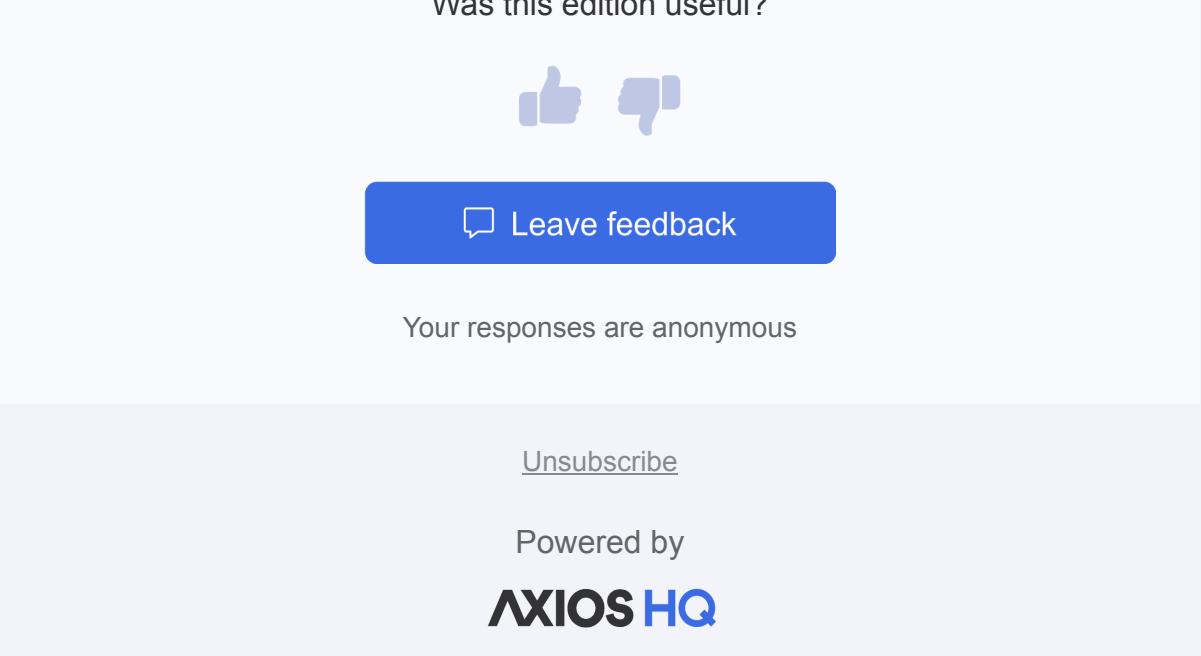 Was this edition useful?
Leave feedback
Your responses are anonymous
Unsubscribe
Powered by
AXIOS HQ